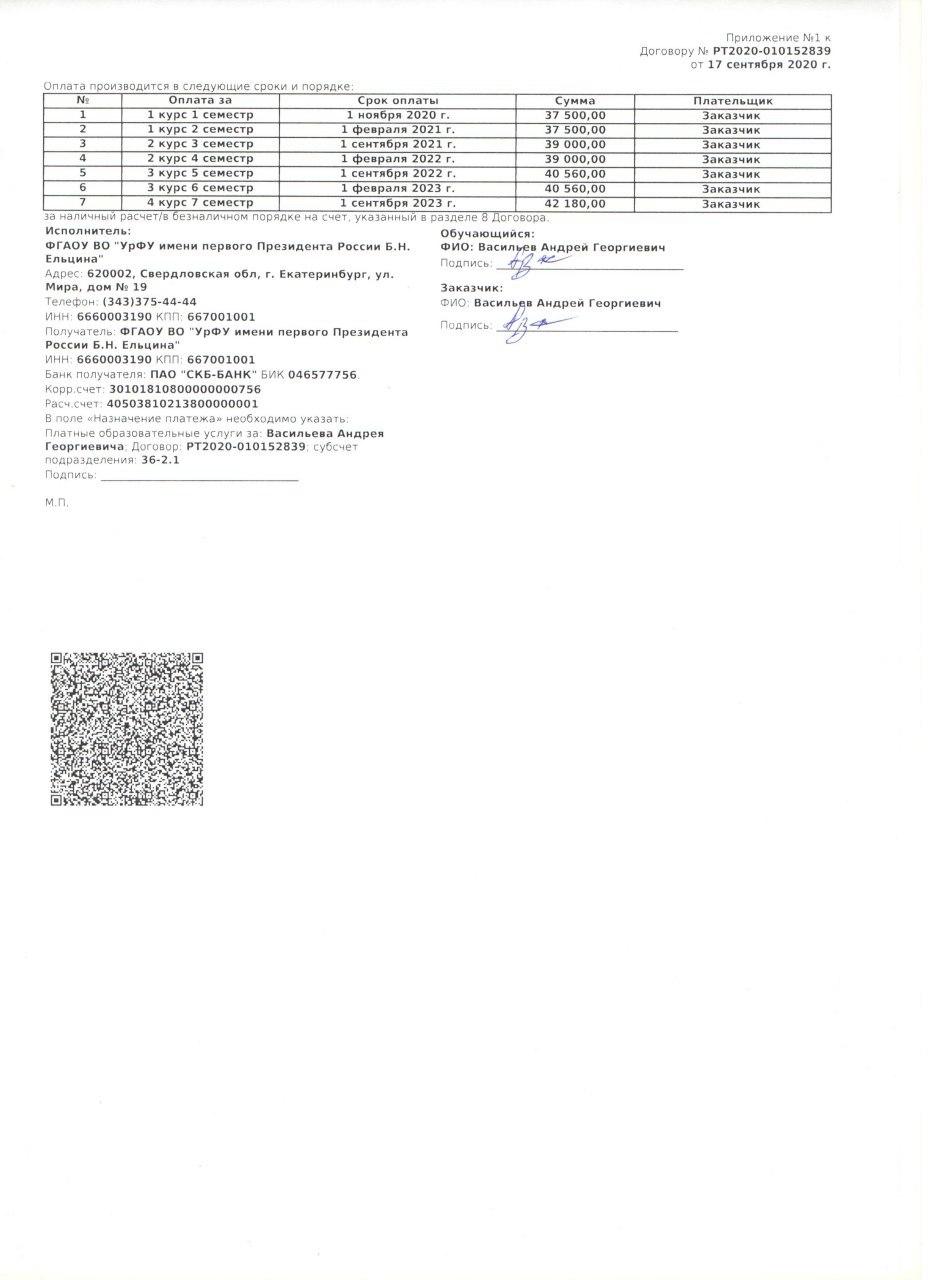 Приложение №1 к
Договору № РТ2020-010152839
от 17 сентября 2020 г.
Оплата производится в следующие сроки и порядке:
№ Оплата за Срок оплаты Сумма Плательщик
1 1 курс 1 семестр 1 ноября 2020 г. 37 500,00 Заказчик
2 1 курс 2 семестр 1 февраля 2021 г. 37 500,00 Заказчик
3 2 курс 3 семестр 1 сентября 2021 г. 39 000,00 Заказчик
4 2 курс 4 семестр 1 февраля 2022 г. 39 000,00 Заказчик
5 3 курс 5 семестр 1 сентября 2022 г. 40 560,00 Заказчик
6 3 курс 6 семестр 1 февраля 2023 г. 40 560,00 Заказчик
7 4 курс 7 семестр 1 сентября 2023 г. 42 180,00 Заказчик
за наличный расчет/в безналичном порядке на счет, указанный в разделе 8 Договора.
Исполнитель:
ФГАОУ ВО "УрФУ имени первого Президента России Б.Н.
Ельцина"
Адрес: 620002, Свердловская обл, г. Екатеринбург, ул.
Мира, дом № 19
Телефон: (343)375-44-44
ИНН: 6660003190 КПП: 667001001
Получатель: ФГАОУ ВО "УрФУ имени первого Президента
России Б.Н. Ельцина"
ИНН: 6660003190 КПП: 667001001
Банк получателя: ПАО "СКБ-БАНК" БИК 046577756.
Корр.счет: 30101810800000000756
Расч.счет: 40503810213800000001
В поле «Назначение платежа» необходимо указать:
Платные образовательные услуги за: Васильева Андрея
Георгиевича; Договор: РТ2020-010152839; субсчет
подразделения: 36-2.1
Подпись:
М.П.
Обучающийся:
ФИО: Васильев Андрей Георгиевич
Подпись:
Заказчик:
ФИО: Васильев Андрей Георгиевич
Подпись: